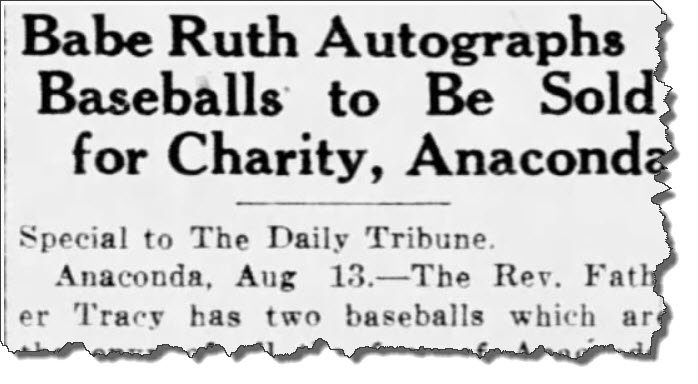 Babe Ruth Autographs
Baseballs to Be Sold
for Charity, Anaconda
Special to The Daily Tribune.
Anaconda, Aug 13.—The Rev. Fath
er Tracy has two baseballs which are